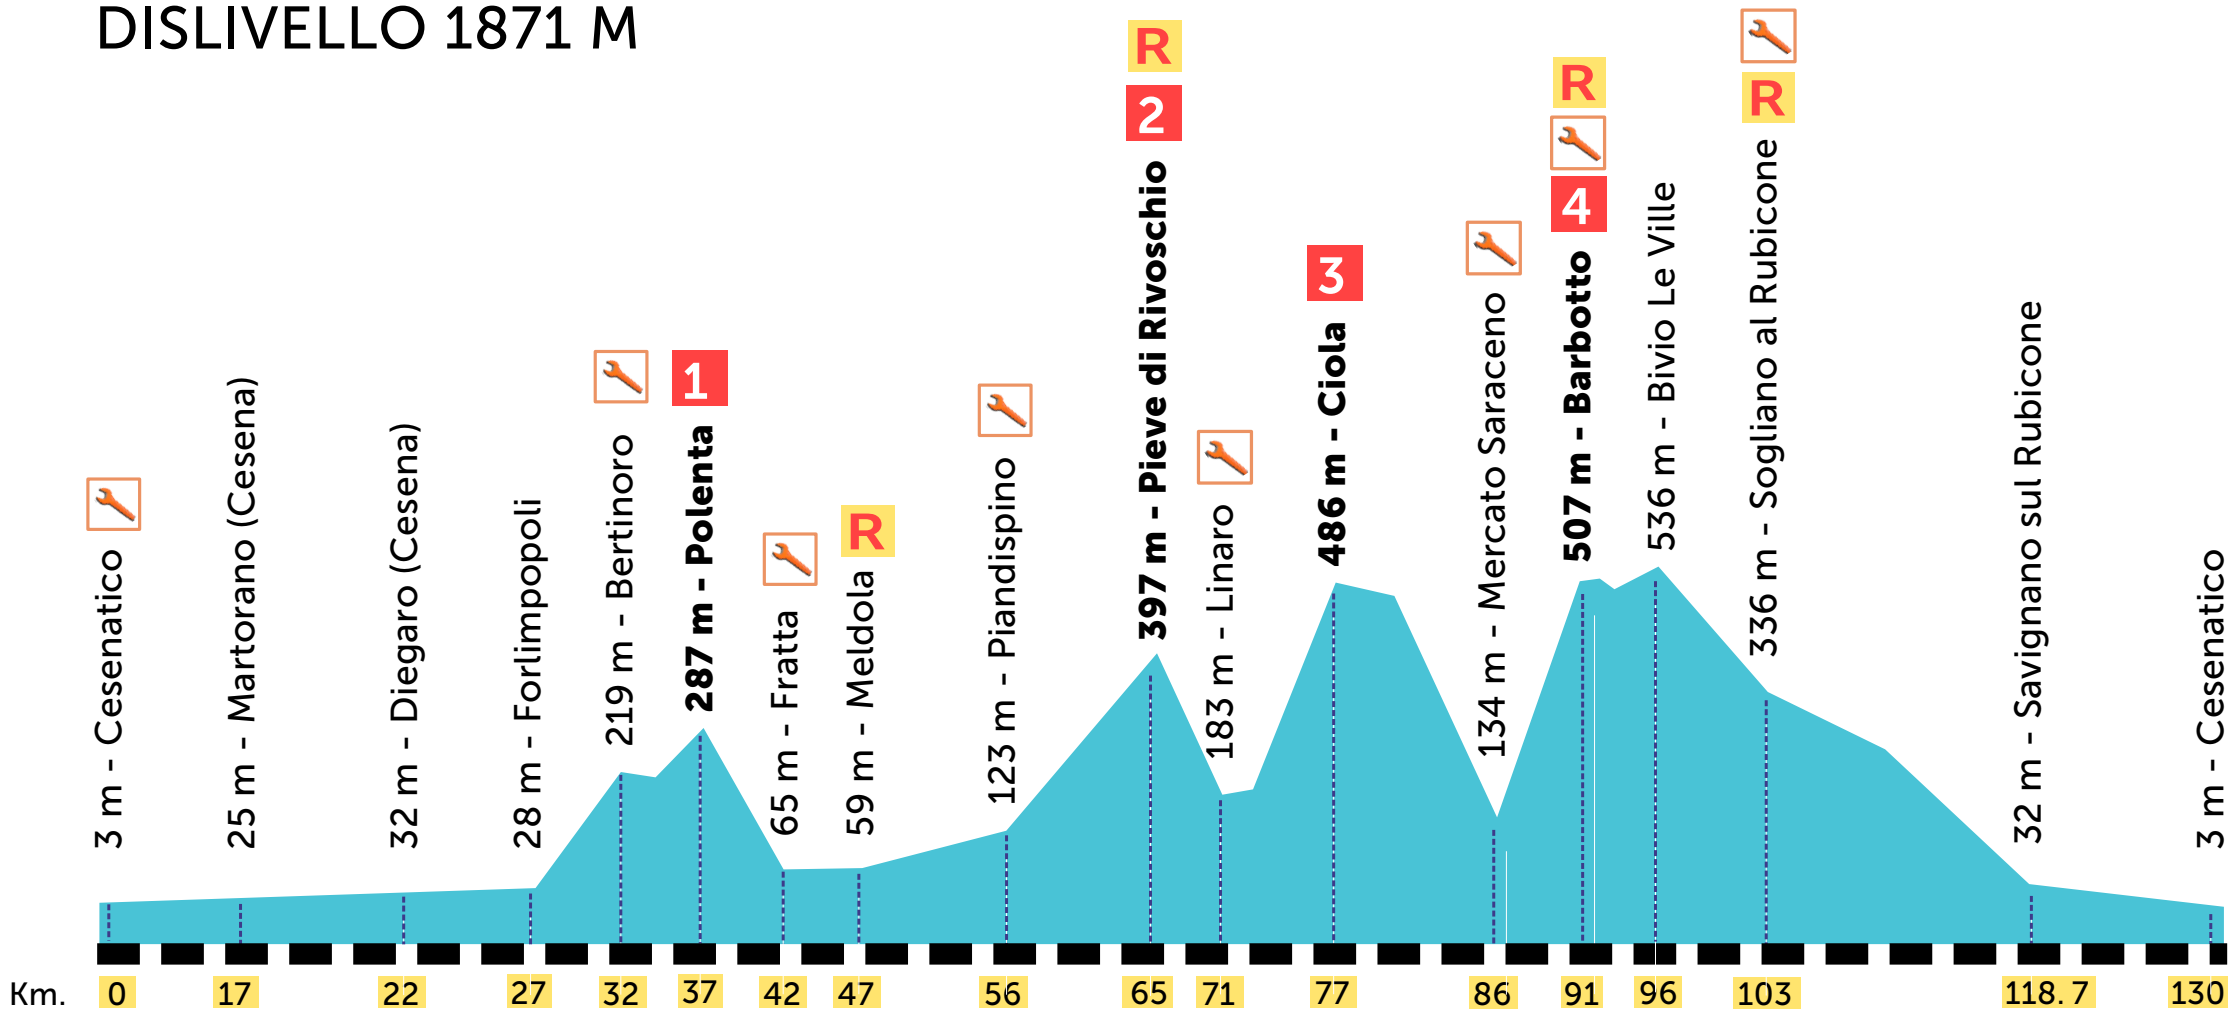 DISLIVELLO 1871 M
3 m - Cesenatico
25 m - Martorano (Cesena)
32 m - Diegaro (Cesena)
28 m - Forlimpopoli
219 m - Bertinoro
1
287 m - Polenta
65 m - Fratta
R
59 m - Meldola
123 m - Piandispino
R
2
397 m - Pieve di Rivoschio
183 m - Linaro
3
486 m - Ciola
134 m - Mercato Saraceno
R
4
507 m - Barbotto
536 m - Bivio Le Ville
R
336 m - Sogliano al Rubicone
32 m - Savignano sul Rubicone
3 m - Cesenatico
Km. 0 17 22 27 32 37 42 47 56 65 71 77 86 91 96 103 118.7 130